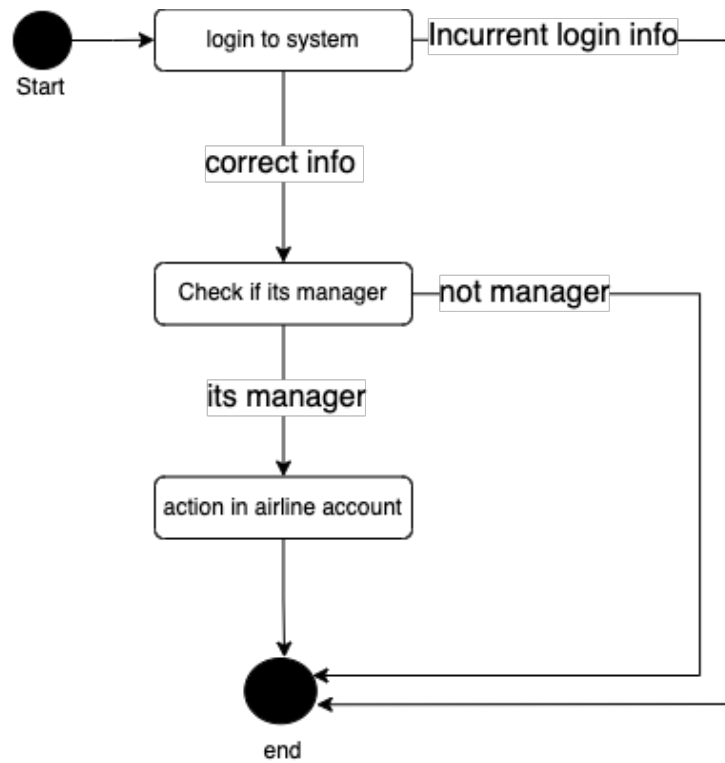 login to system
Incurrent login info
Start
correct info
Check if its manager
not manager
its manager
action in airline account
end